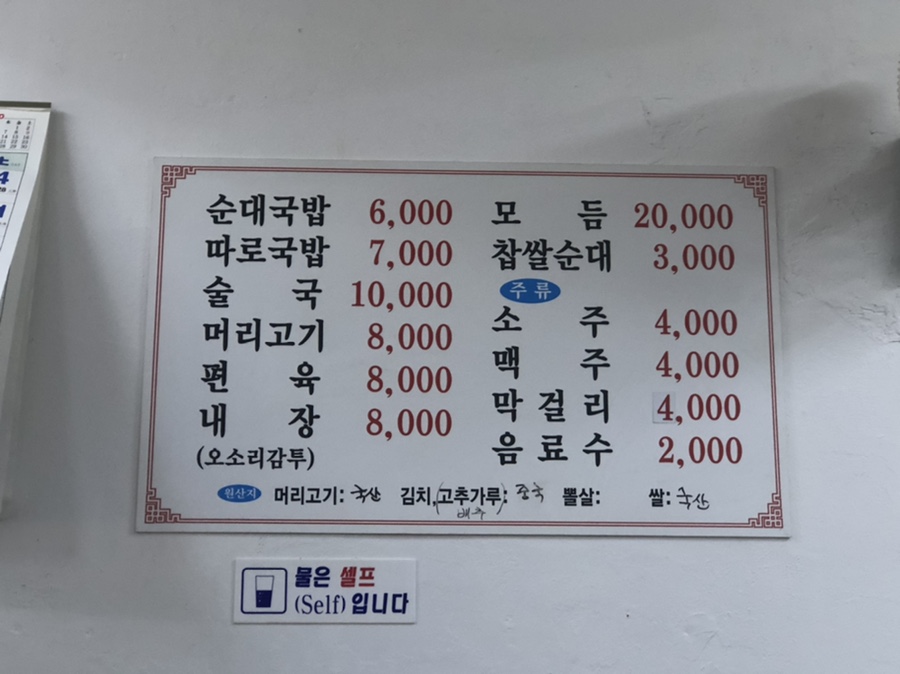 순대국밥 6,000
따로국밥 7,000
술국 10,000
머리고기 8,000
편육 8,000
내장 8,000
(오소리감투)
모듬 20,000
찹쌀순대 3,000
주류
소주 4,000
맥주 4,000
막걸리 4,000
음료수 2,000
원산지 머리고기: 국산 김치,(고추가루): 중국 뽈살: 쌀: 국산
배추
물은 셀프
(Self)입니다